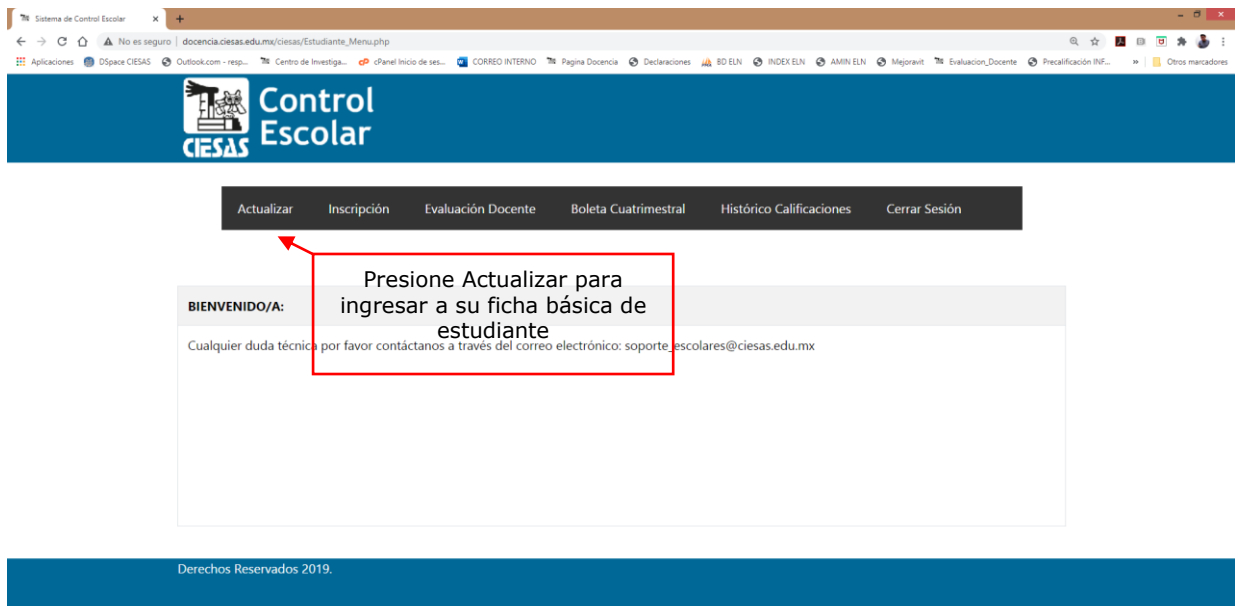 Sistema de Control Escolar
No es seguro | docencia.ciesas.edu.mx/ciesas/Estudiante_Menu.php
Aplicaciones DSpace CIESAS Outlook.com - resp... Centro de Investiga... cPanel Inicio de ses... CORREO INTERNO Pagina Docencia Declaraciones BD ELN INDEX ELN AMIN ELN Mejoravit Evaluacion_Docente Precalificación INF... » Otros marcadores
CIESAS
Control
Escolar
Actualizar Inscripción Evaluación Docente Boleta Cuatrimestral Histórico Calificaciones Cerrar Sesión
Presione Actualizar para
ingresar a su ficha básica de
estudiante
BIENVENIDO/A:
Cualquier duda técnica por favor contáctanos a través del correo electrónico: soporte_escolares@ciesas.edu.mx
Derechos Reservados 2019.